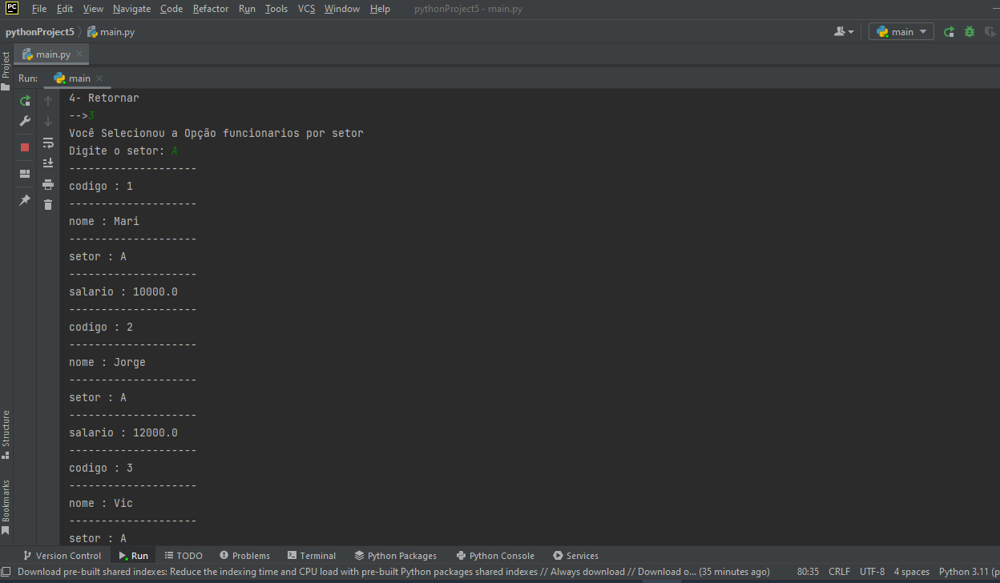 PC File Edit View Navigate Code Refactor Run Tools VCS Window Help pythonProject5 - main.py
pythonProject5 main.py main
Project
main.py
Run: main
4- Retornar
-->3
Você Selecionou a Opção funcionarios por setor
Digite o setor: A
--------------------
codigo : 1
--------------------
nome : Mari
--------------------
setor : A
--------------------
salario : 10000.0
--------------------
codigo : 2
--------------------
nome : Jorge
--------------------
setor : A
--------------------
salario : 12000.0
--------------------
codigo : 3
--------------------
nome : Vic
--------------------
setor : A
Structure
Bookmarks
Version Control Run TODO Problems Terminal Python Packages Python Console Services
Download pre-built shared indexes: Reduce the indexing time and CPU load with pre-built Python packages shared indexes // Always download // Download o... (35 minutes ago) 80:35 CRLF UTF-8 4 spaces Python 3.11 (p